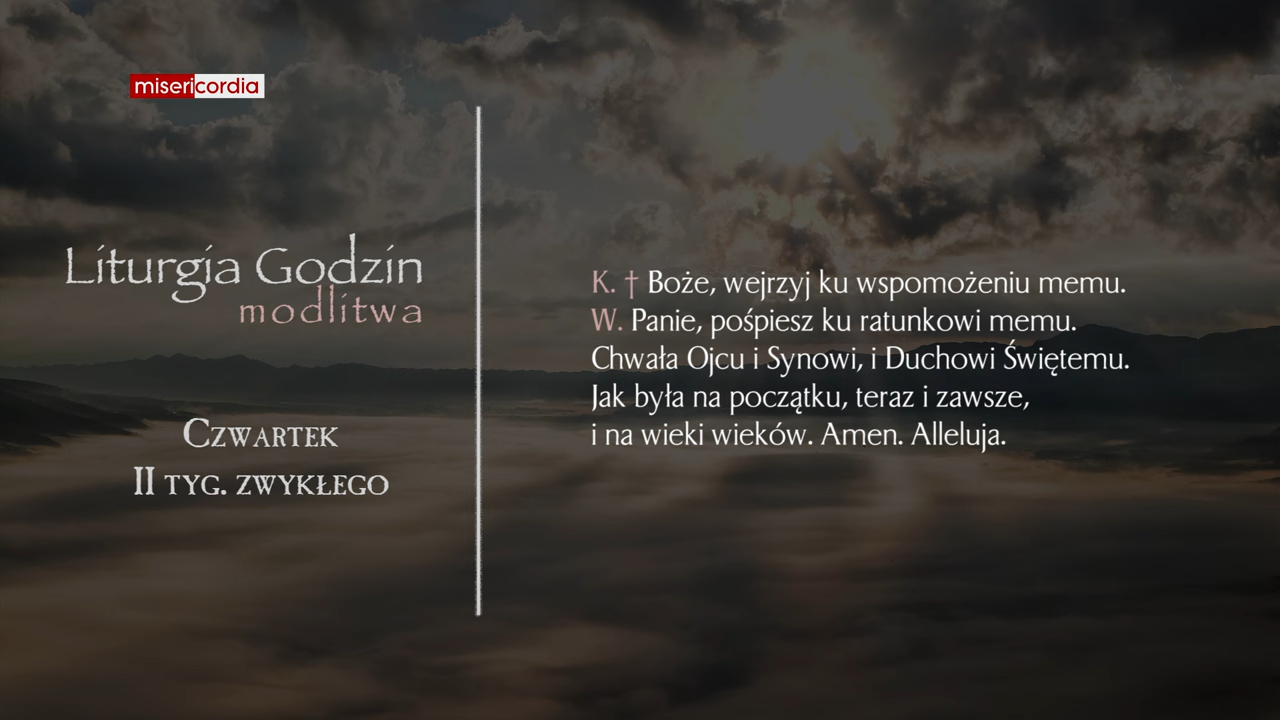 misericordia
Liturgia Godzin
modlitwa
Czwartek
II tyg. zwykłego
K. † Boże, wejrzyj ku wspomożeniu memu.
W. Panie, pośpiesz ku ratunkowi memu.
Chwała Ojcu i Synowi, i Duchowi Świętemu.
Jak była na początku, teraz i zawsze,
i na wieki wieków. Amen. Alleluja.